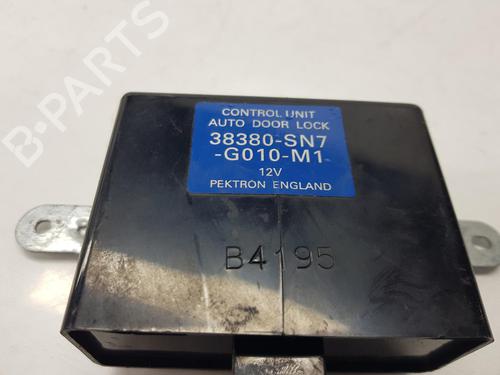 CONTROL UNIT
AUTO DOOR LOCK
38380-SN7
-G010-M1
12V
PEKTRON ENGLAND
B4195
B-PARTS